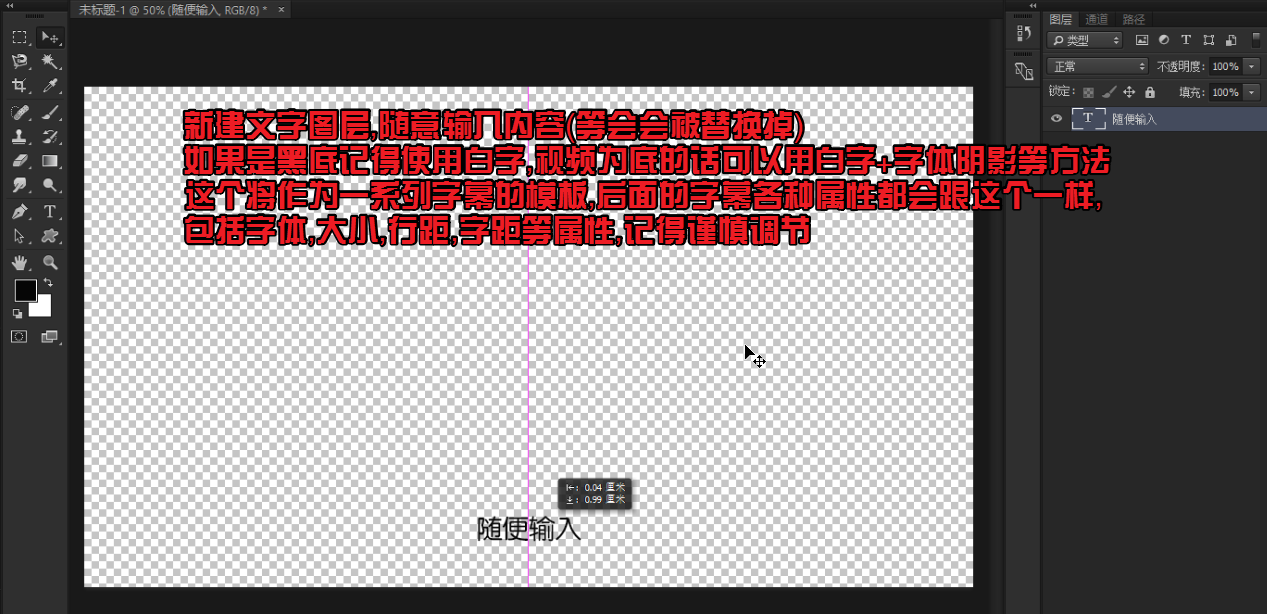 未标题-1 @ 50% (随便输入, RGB/8) * ×
图层 通道 路径
类型
正常 不透明度: 100%
锁定: 填充: 100%
T 随便输入
新建文字图层,随意输入内容(等会会被替换掉)
如果是黑底记得使用白字,视频为底的话可以用白字+字体阴影等方法
这个将作为一系列字幕的模板,后面的字幕各种属性都会跟这个一样,
包括字体,大小,行距,字距等属性,记得谨慎调节
: 0.04 厘米
: 0.99 厘米
随便输入